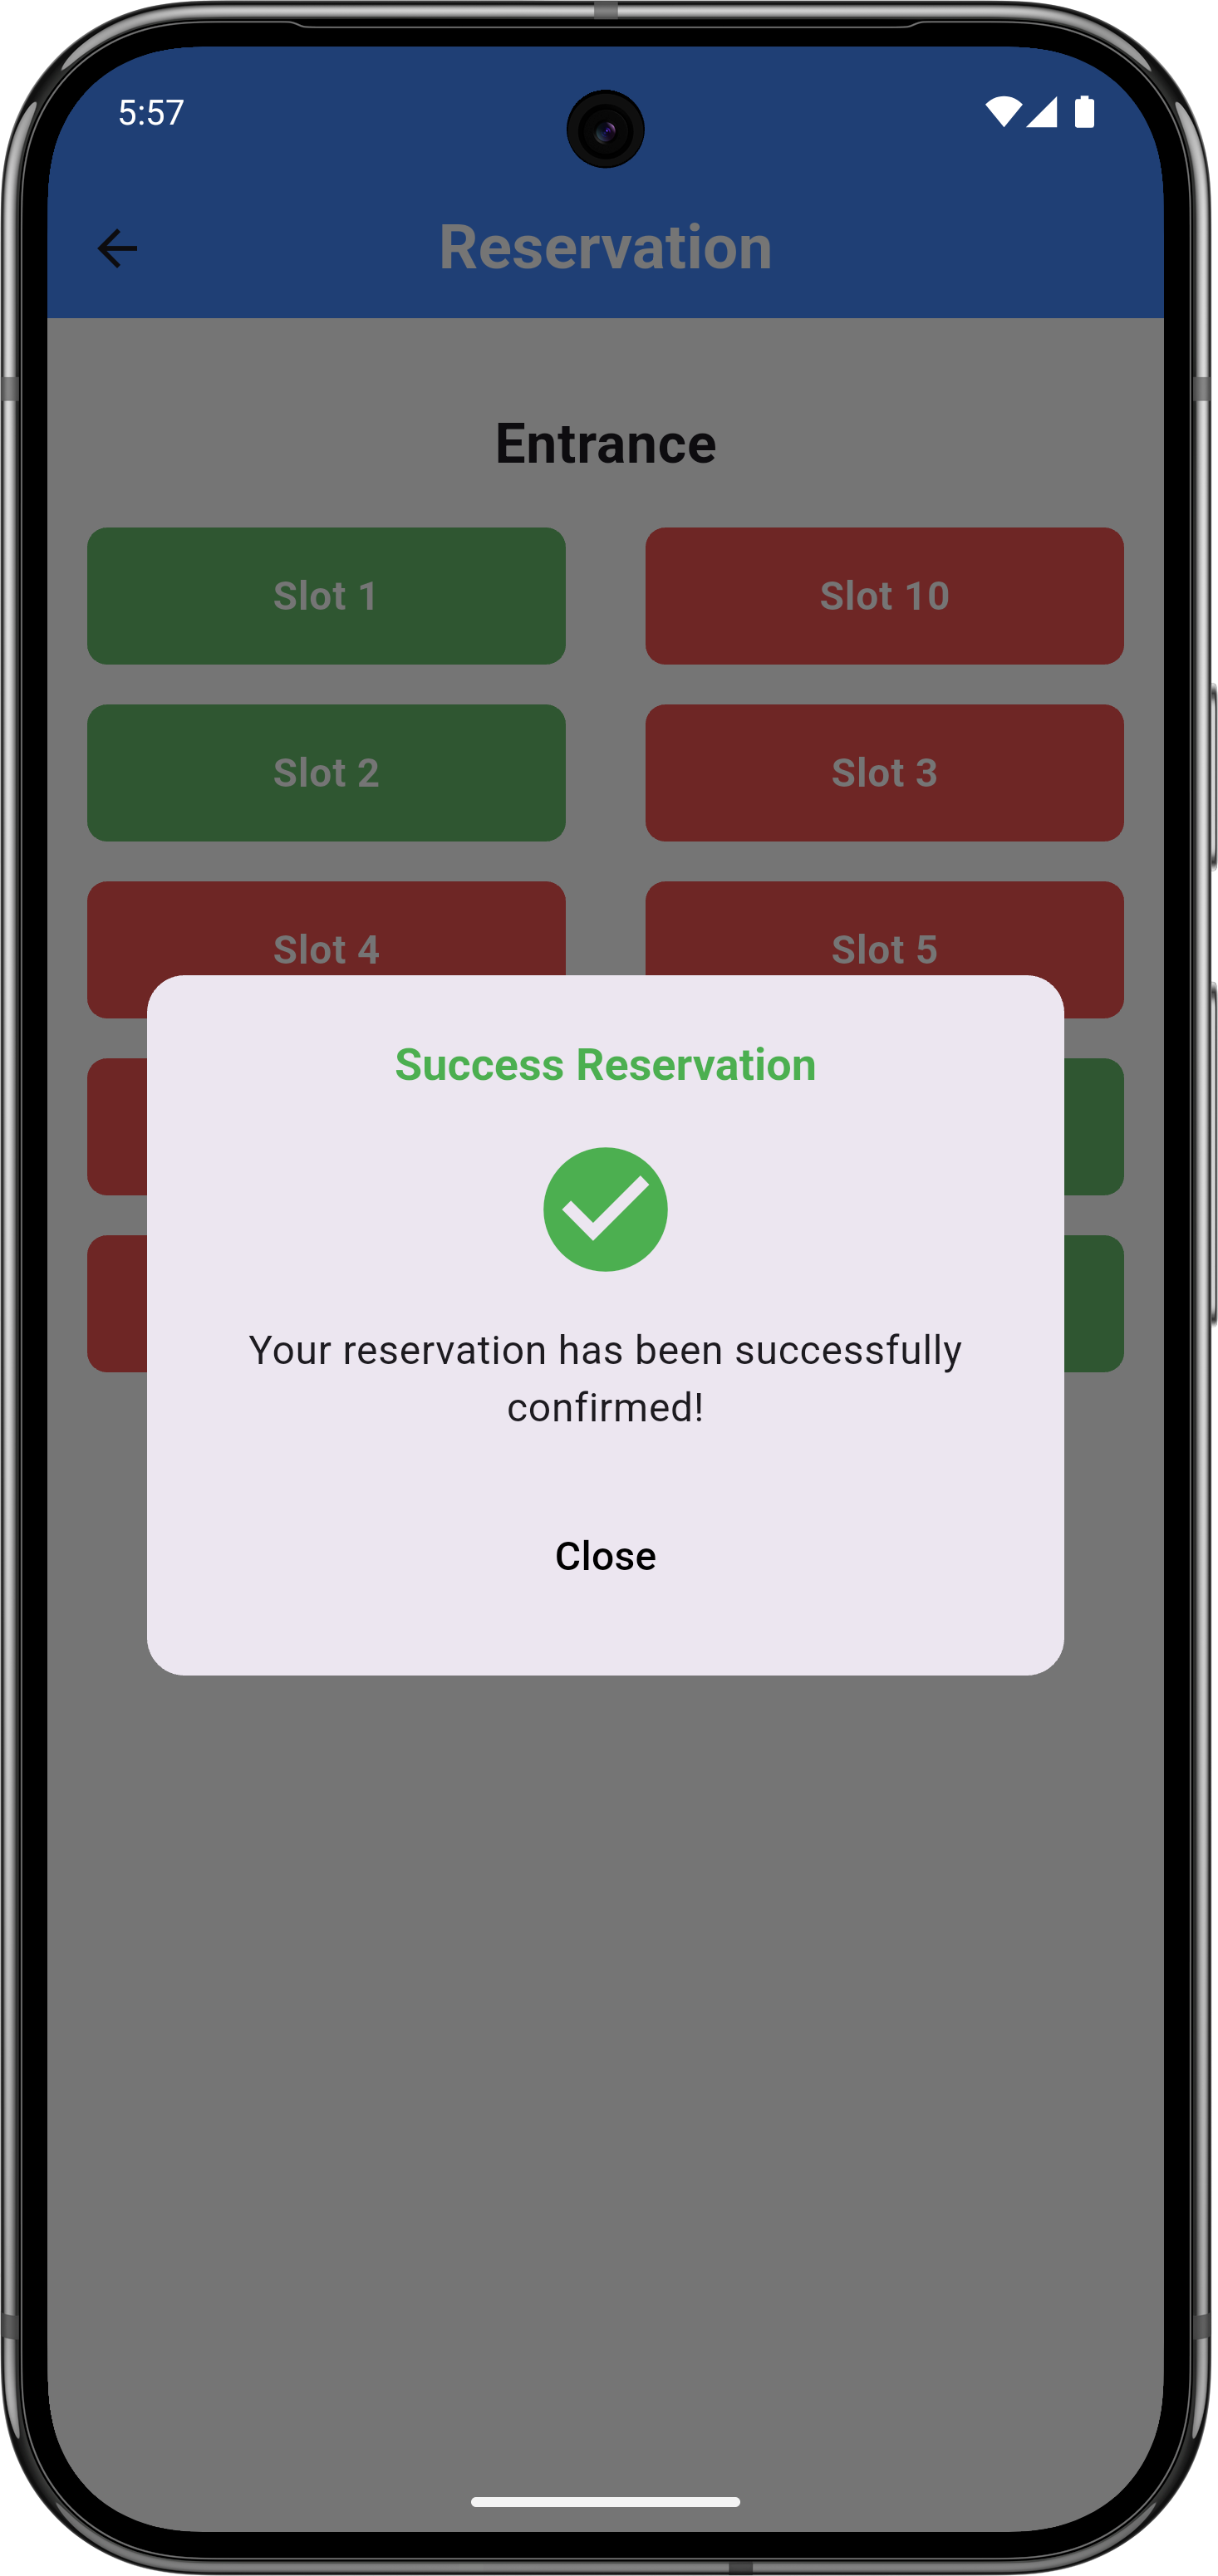 5:57
Reservation
Entrance
Slot 1
Slot 10
Slot 2
Slot 3
Slot 4
Slot 5
Success Reservation
Your reservation has been successfully
confirmed!
Close